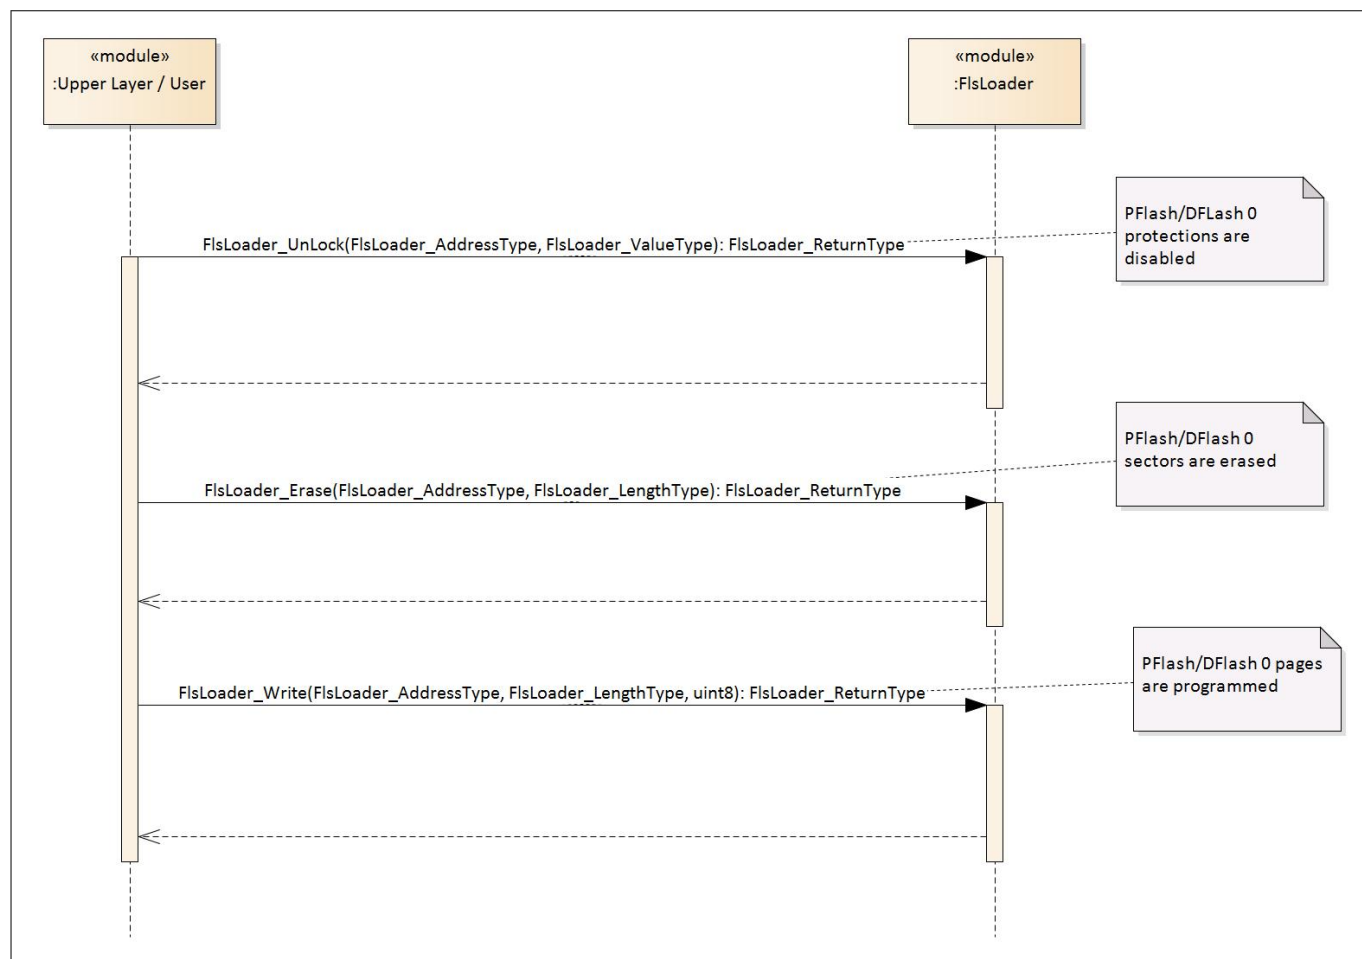 «module»
:Upper Layer / User
«module»
:FlsLoader
PFlash/DFLash 0
protections are
disabled
FlsLoader_UnLock(FlsLoader_AddressType, FlsLoader_ValueType): FlsLoader_ReturnType
PFlash/DFlash 0
sectors are erased
FlsLoader_Erase(FlsLoader_AddressType, FlsLoader_LengthType): FlsLoader_ReturnType
PFlash/DFlash 0 pages
are programmed
FlsLoader_Write(FlsLoader_AddressType, FlsLoader_LengthType, uint8): FlsLoader_ReturnType